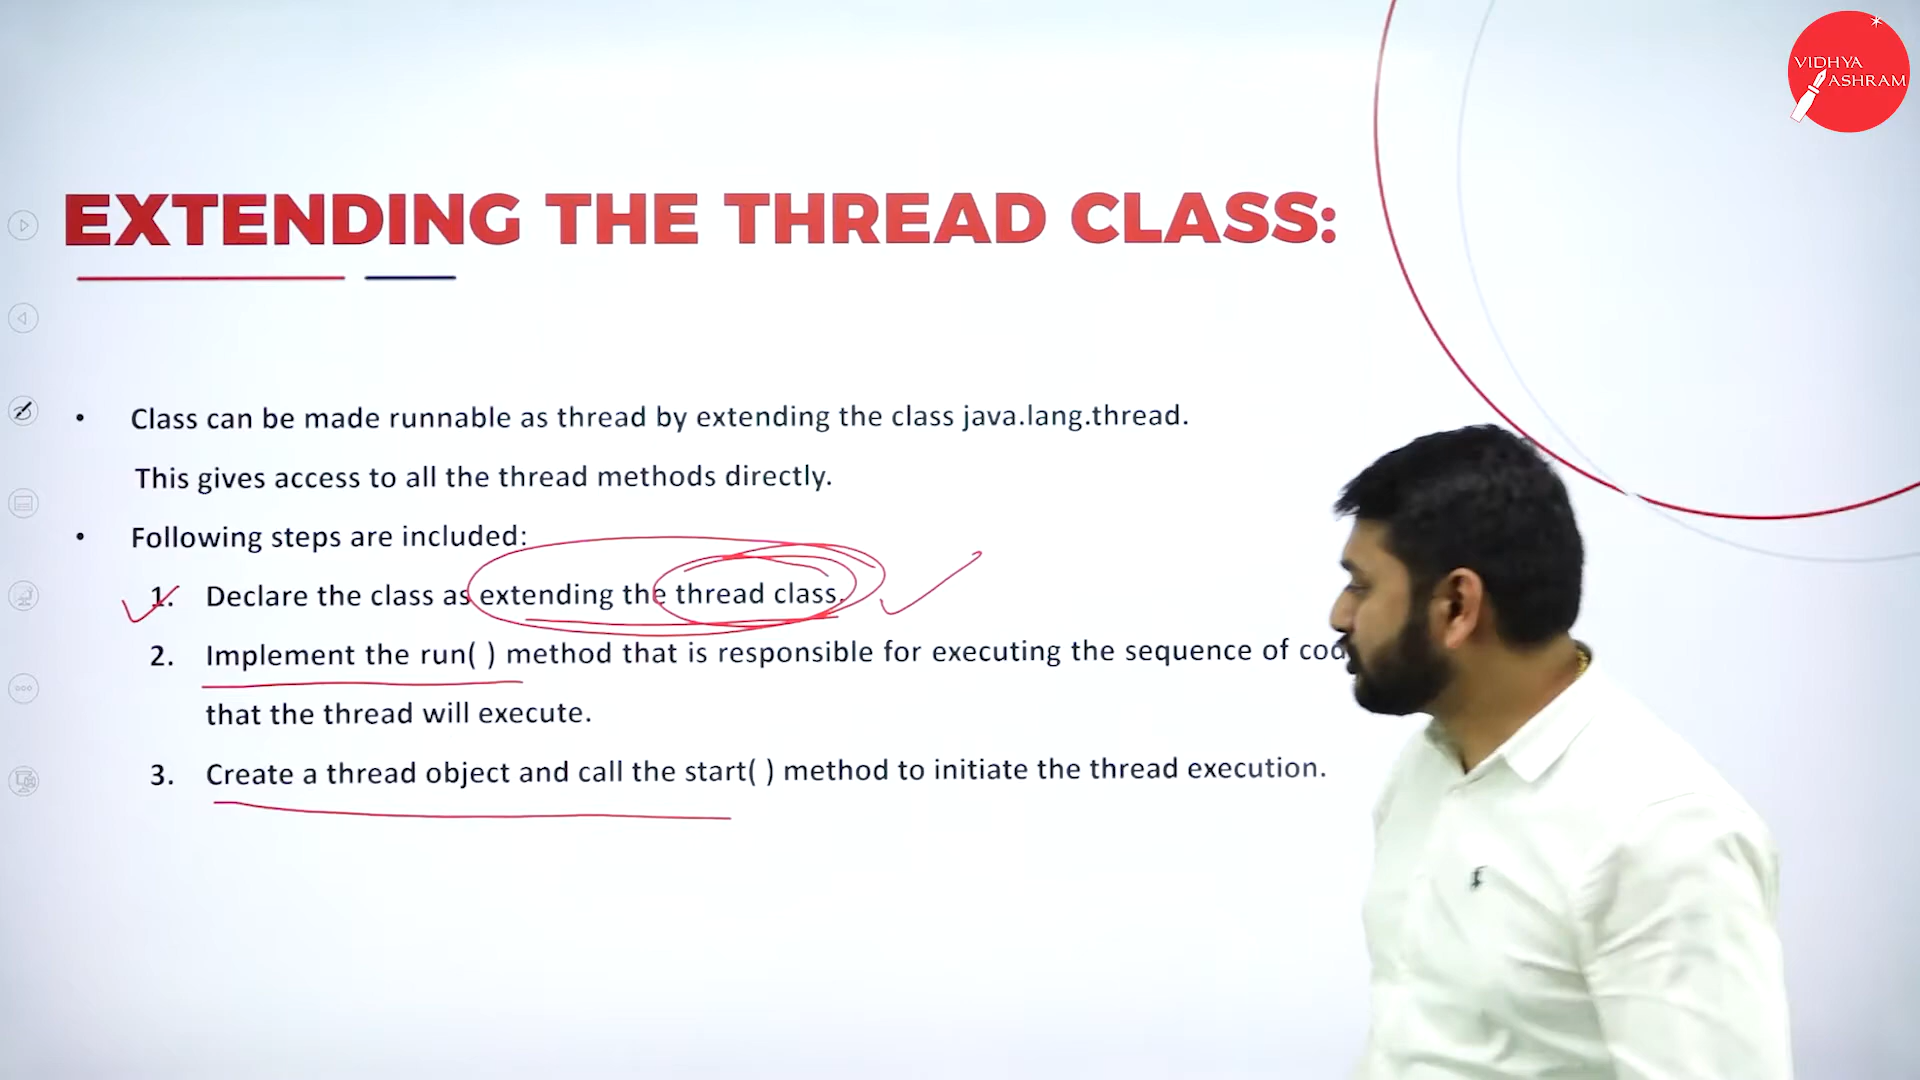 VIDHYA
ASHRAM
EXTENDING THE THREAD CLASS:
• Class can be made runnable as thread by extending the class java.lang.thread.
This gives access to all the thread methods directly.
• Following steps are included:
1. Declare the class as extending the thread class.
2. Implement the run( ) method that is responsible for executing the sequence of
that the thread will execute.
3. Create a thread object and call the start( ) method to initiate the thread execution.